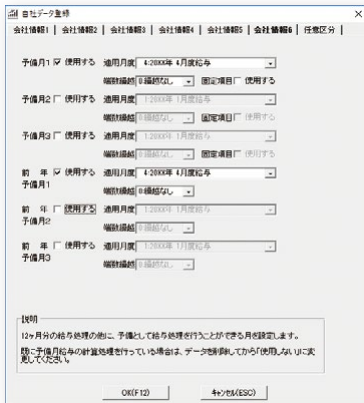 自社データ登録
会社情報1 会社情報2 会社情報3 会社情報4 会社情報5 会社情報6 任意区分
予備月1 使用する 適用月度 4:20XX年 4月度給与
端数繰越 0:繰越なし 固定項目 使用する
予備月2 使用する 適用月度 1:20XX年 1月度給与
端数繰越 0:繰越なし 固定項目 使用する
予備月3 使用する 適用月度 1:20XX年 1月度給与
端数繰越 0:繰越なし 固定項目 使用する
前 年 使用する 適用月度 4:20XX年 4月度給与
予備月1 端数繰越 0:繰越なし
前 年 使用する 適用月度 1:20XX年 1月度給与
予備月2 端数繰越 0:繰越なし
前 年 使用する 適用月度 1:20XX年 1月度給与
予備月3 端数繰越 0:繰越なし
説明
12ヶ月分の給与処理の他に、予備として給与処理を行うことができる月を設定します。
既に予備月給与の計算処理を行っている場合は、データを削除してから「使用しない」に変
更してください。
OK(F12) キャンセル(ESC)